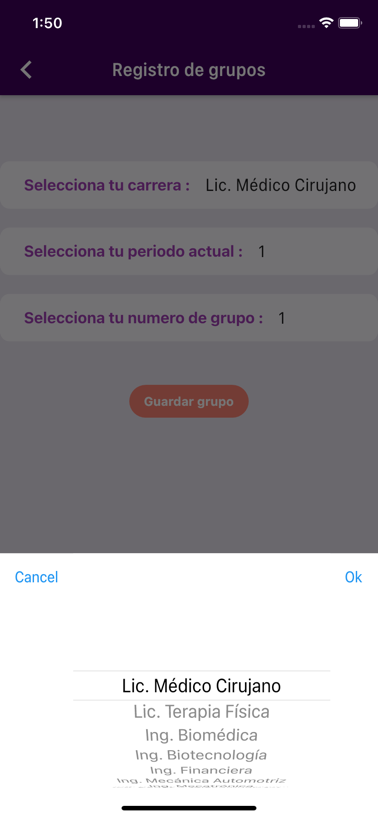 1:50
Registro de grupos
Selecciona tu carrera : Lic. Médico Cirujano
Selecciona tu periodo actual : 1
Selecciona tu numero de grupo : 1
Guardar grupo
Cancel Ok
Lic. Médico Cirujano
Lic. Terapia Física
Ing. Biomédica
Ing. Biotecnología
Ing. Financiera
Ing. Mecánica Automotriz
Ing. Mecatrónica